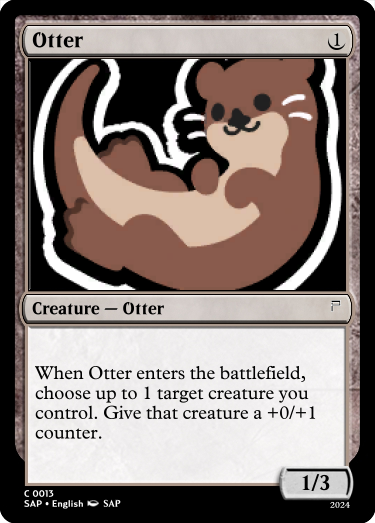 Otter 1
Creature — Otter
When Otter enters the battlefield,
choose up to 1 target creature you
control. Give that creature a +0/+1
counter.
1/3
C 0013
SAP • English SAP
2024